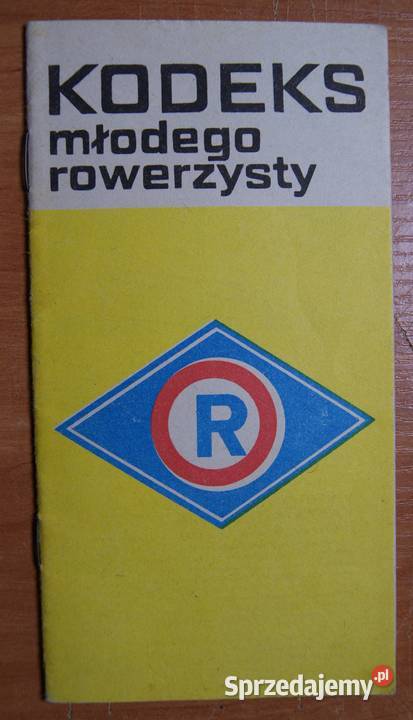 KODEKS
młodego
rowerzysty
R
Sprzedajemy.pl